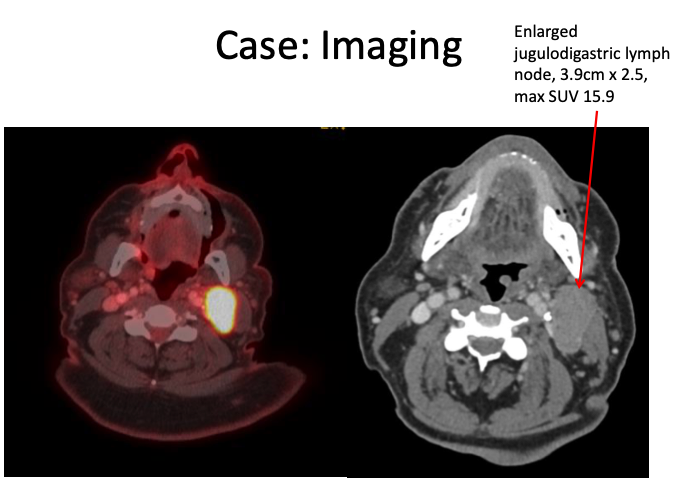 Case: Imaging
Enlarged
jugulodigastric lymph
node, 3.9cm x 2.5,
max SUV 15.9